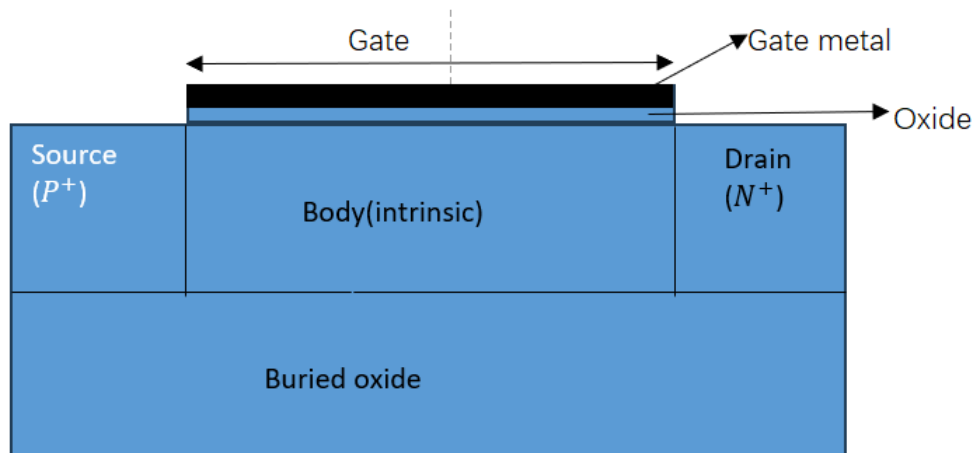 Gate
Gate metal
Oxide
Source
(P⁺)
Drain
(N⁺)
Body(intrinsic)
Buried oxide